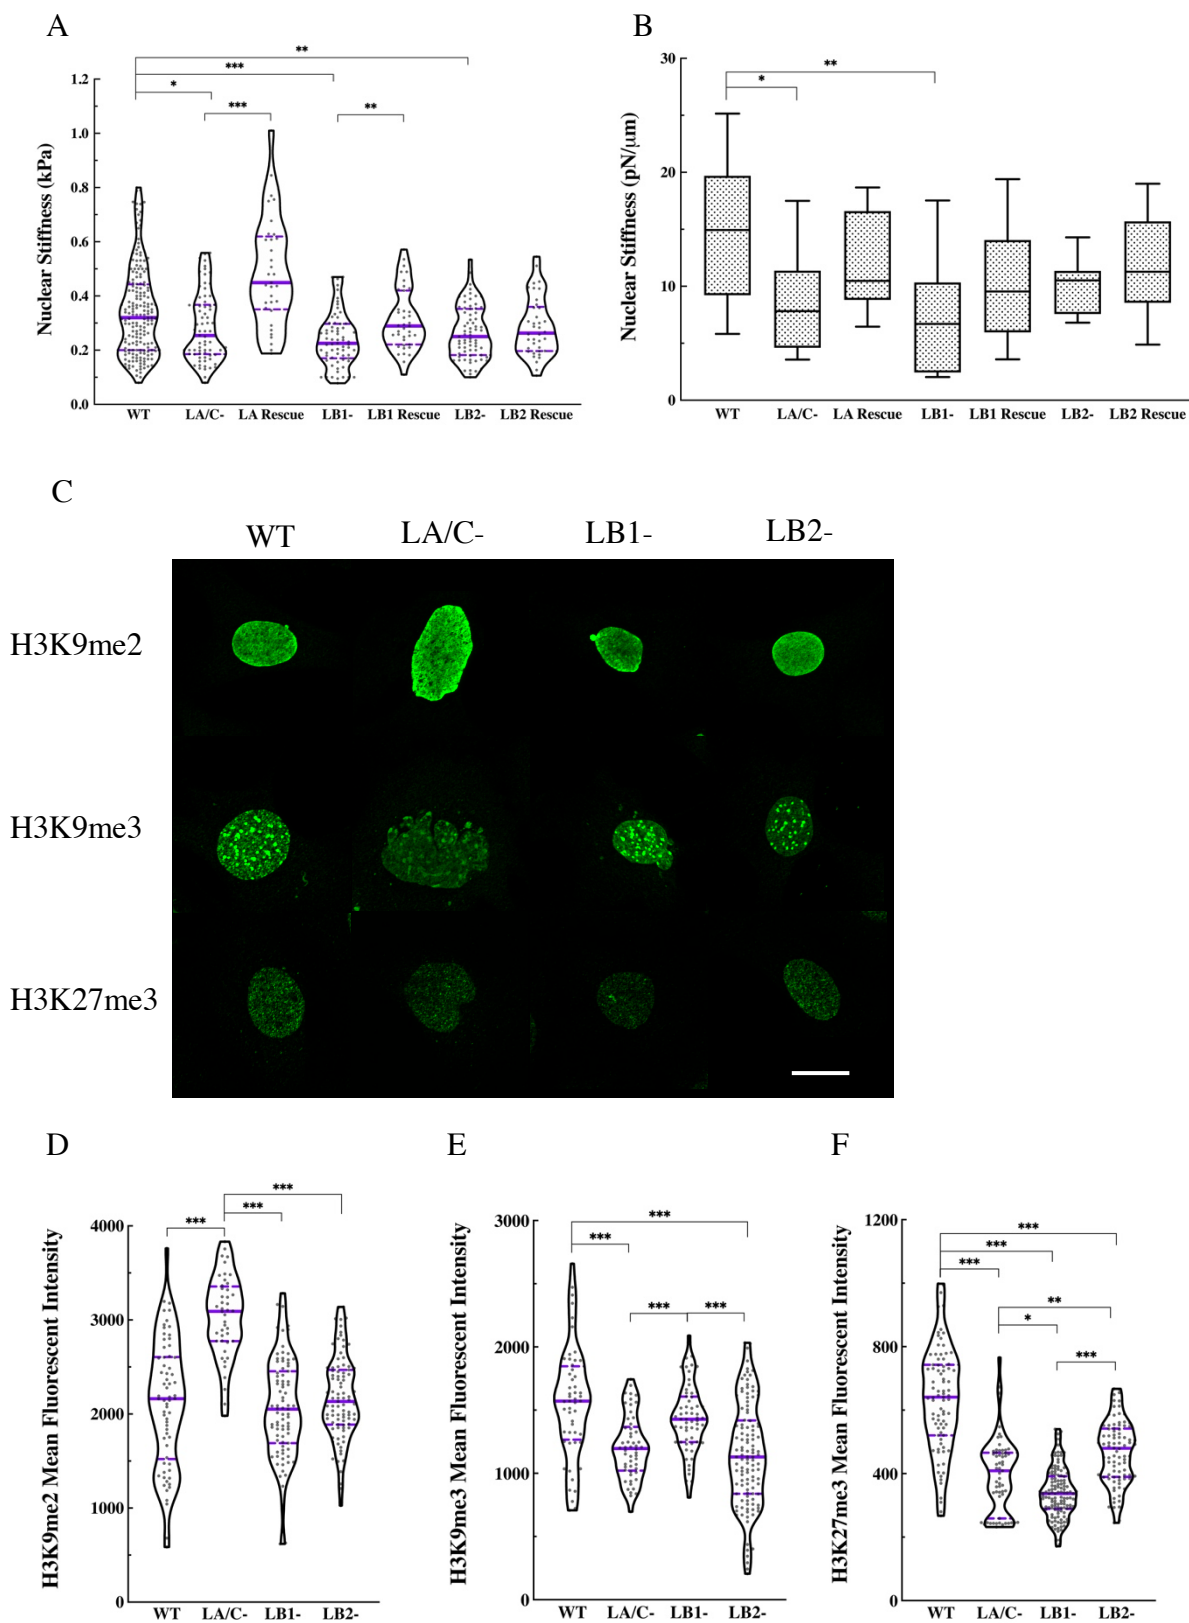 A
Nuclear Stiffness (kPa)
1.2
1.0
0.8
0.6
0.4
0.2
0.0
**
***
*
***
**
WT LA/C- LA Rescue LB1- LB1 Rescue LB2- LB2 Rescue
B
Nuclear Stiffness (pN/μm)
30
20
10
0
**
*
WT LA/C- LA Rescue LB1- LB1 Rescue LB2- LB2 Rescue
C
WT LA/C- LB1- LB2-
H3K9me2
H3K9me3
H3K27me3
D
H3K9me2 Mean Fluorescent Intensity
4000
3000
2000
1000
0
***
***
***
WT LA/C- LB1- LB2-
E
H3K9me3 Mean Fluorescent Intensity
3000
2000
1000
0
***
***
*** ***
WT LA/C- LB1- LB2-
F
H3K27me3 Mean Fluorescent Intensity
1200
800
400
0
***
***
***
**
*
***
WT LA/C- LB1- LB2-